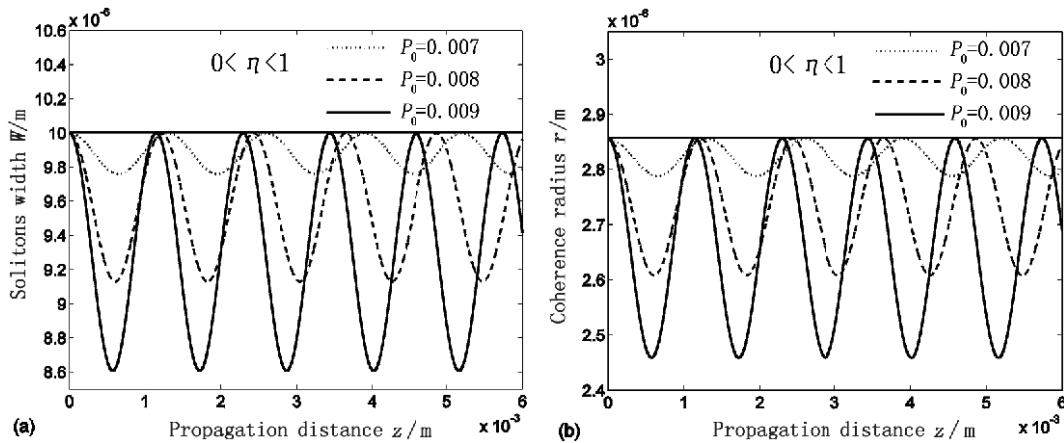 × 10⁻⁶
10.6
10.4
10.2
10
9.8
9.6
9.4
9.2
9
8.8
8.6
Solitons width W/m
0< η <1
P₀=0.007
P₀=0.008
P₀=0.009
0 1 2 3 4 5 6
× 10⁻³
Propagation distance z/m
(a)
× 10⁻⁶
3
2.9
2.8
2.7
2.6
2.5
2.4
Coherence radius r/m
0< η <1
P₀=0.007
P₀=0.008
P₀=0.009
0 1 2 3 4 5 6
× 10⁻³
Propagation distance z/m
(b)